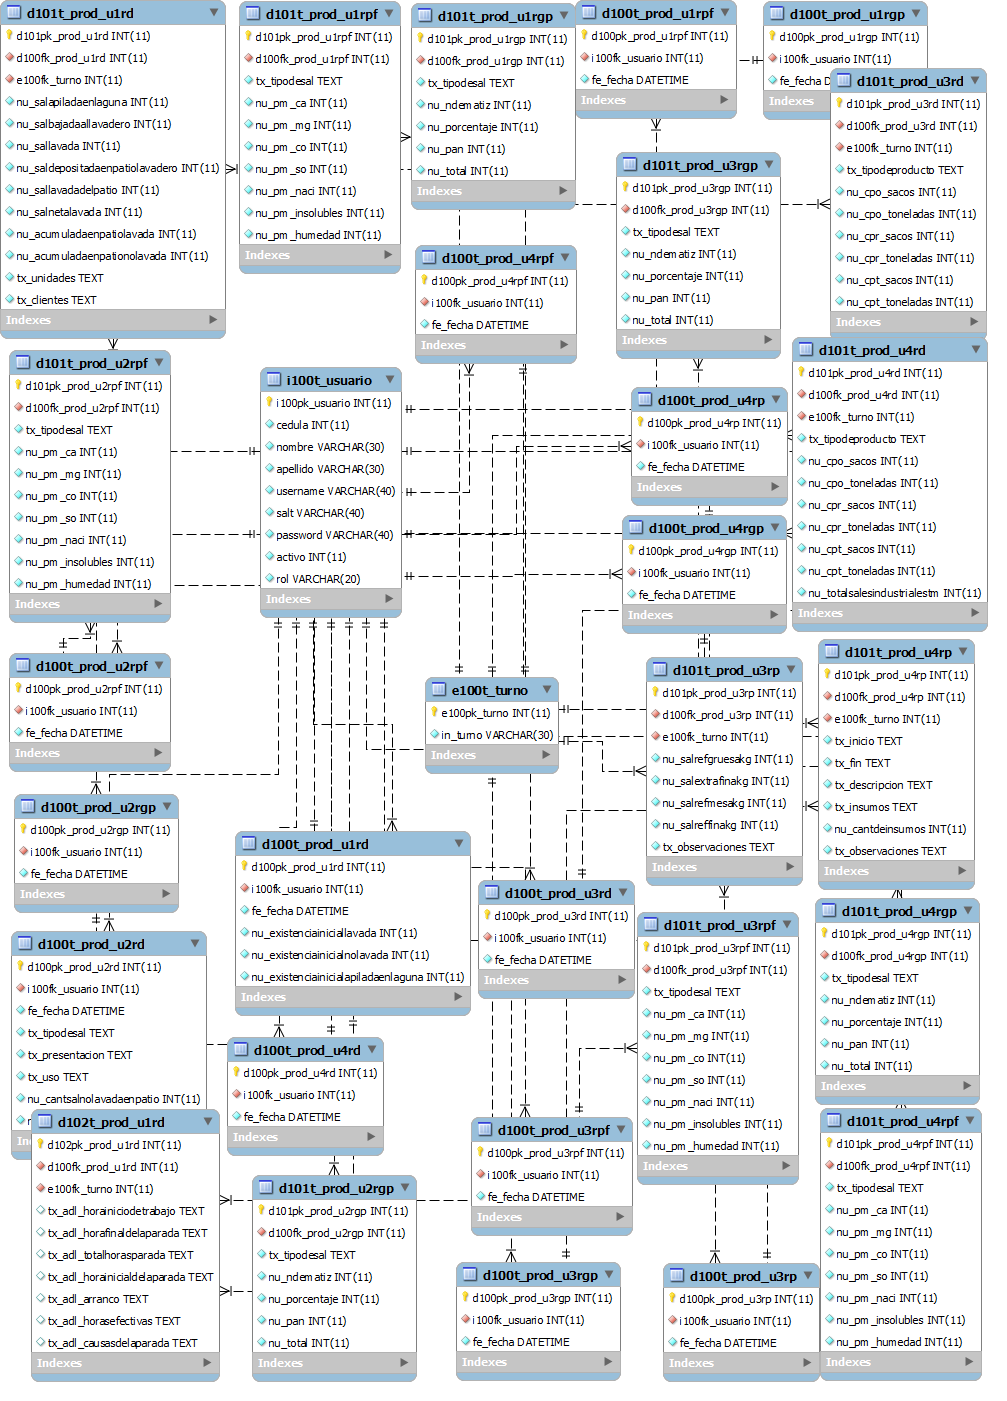 d101t_prod_u1rd
d101pk_prod_u1rd INT(11)
d100fk_prod_u1rd INT(11)
e100fk_turno INT(11)
nu_salapiladaenlaguna INT(11)
nu_salbajadaallavadero INT(11)
nu_sallavada INT(11)
nu_saldepositadaenpatiolavadero INT(11)
nu_sallavadadelpatio INT(11)
nu_salnetalavada INT(11)
nu_acumuladaenpatiolavada INT(11)
nu_acumuladaenpationolavada INT(11)
tx_unidades TEXT
tx_clientes TEXT
Indexes
d101t_prod_u1rpf
d101pk_prod_u1rpf INT(11)
d100fk_prod_u1rpf INT(11)
tx_tipodesal TEXT
nu_pm_ca INT(11)
nu_pm_mg INT(11)
nu_pm_co INT(11)
nu_pm_so INT(11)
nu_pm_naci INT(11)
nu_pm_insolubles INT(11)
nu_pm_humedad INT(11)
Indexes
d101t_prod_u1rgp
d101pk_prod_u1rgp INT(11)
d100fk_prod_u1rgp INT(11)
tx_tipodesal TEXT
nu_ndematiz INT(11)
nu_porcentaje INT(11)
nu_pan INT(11)
nu_total INT(11)
Indexes
d100t_prod_u1rpf
d100pk_prod_u1rpf INT(11)
i100fk_usuario INT(11)
fe_fecha DATETIME
Indexes
d100t_prod_u1rgp
d100pk_prod_u1rgp INT(11)
i100fk_usuario INT(11)
fe_fecha D
Indexes
d101t_prod_u3rd
d101pk_prod_u3rd INT(11)
d100fk_prod_u3rd INT(11)
e100fk_turno INT(11)
tx_tipodeproducto TEXT
nu_cpo_sacos INT(11)
nu_cpo_toneladas INT(11)
nu_cpr_sacos INT(11)
nu_cpr_toneladas INT(11)
nu_cpt_sacos INT(11)
nu_cpt_toneladas INT(11)
Indexes
d101t_prod_u3rgp
d101pk_prod_u3rgp INT(11)
d100fk_prod_u3rgp INT(11)
tx_tipodesal TEXT
nu_ndematiz INT(11)
nu_porcentaje INT(11)
nu_pan INT(11)
nu_total INT(11)
Indexes
d100t_prod_u4rpf
d100pk_prod_u4rpf INT(11)
i100fk_usuario INT(11)
fe_fecha DATETIME
Indexes
d101t_prod_u2rpf
d101pk_prod_u2rpf INT(11)
d100fk_prod_u2rpf INT(11)
tx_tipodesal TEXT
nu_pm_ca INT(11)
nu_pm_mg INT(11)
nu_pm_co INT(11)
nu_pm_so INT(11)
nu_pm_naci INT(11)
nu_pm_insolubles INT(11)
nu_pm_humedad INT(11)
Indexes
i100t_usuario
i100pk_usuario INT(11)
cedula INT(11)
nombre VARCHAR(30)
apellido VARCHAR(30)
username VARCHAR(40)
salt VARCHAR(40)
password VARCHAR(40)
activo INT(11)
rol VARCHAR(20)
Indexes
d100t_prod_u4rp
d100pk_prod_u4rp INT(11)
i100fk_usuario INT(11)
fe_fecha DATETIME
Indexes
d101t_prod_u4rd
d101pk_prod_u4rd INT(11)
d100fk_prod_u4rd INT(11)
e100fk_turno INT(11)
tx_tipodeproducto TEXT
nu_cpo_sacos INT(11)
nu_cpo_toneladas INT(11)
nu_cpr_sacos INT(11)
nu_cpr_toneladas INT(11)
nu_cpt_sacos INT(11)
nu_cpt_toneladas INT(11)
nu_totalsalesindustrialestm INT(11)
Indexes
d100t_prod_u4rgp
d100pk_prod_u4rgp INT(11)
i100fk_usuario INT(11)
fe_fecha DATETIME
Indexes
d100t_prod_u2rpf
d100pk_prod_u2rpf INT(11)
i100fk_usuario INT(11)
fe_fecha DATETIME
Indexes
e100t_turno
e100pk_turno INT(11)
in_turno VARCHAR(30)
Indexes
d101t_prod_u3rp
d101pk_prod_u3rp INT(11)
d100fk_prod_u3rp INT(11)
e100fk_turno INT(11)
nu_salrefgruesakg INT(11)
nu_salextrafinakg INT(11)
nu_salrefmesakg INT(11)
nu_salreffinakg INT(11)
tx_observaciones TEXT
Indexes
d101t_prod_u4rp
d101pk_prod_u4rp INT(11)
d100fk_prod_u4rp INT(11)
e100fk_turno INT(11)
tx_inicio TEXT
tx_fin TEXT
tx_descripcion TEXT
tx_insumos TEXT
nu_cantdeinsumos INT(11)
tx_observaciones TEXT
Indexes
d100t_prod_u2rgp
d100pk_prod_u2rgp INT(11)
i100fk_usuario INT(11)
fe_fecha DATETIME
Indexes
d100t_prod_u1rd
d100pk_prod_u1rd INT(11)
i100fk_usuario INT(11)
fe_fecha DATETIME
nu_existenciainiciallavada INT(11)
nu_existenciainicialnolavada INT(11)
nu_existenciainicialapiladaenlaguna INT(11)
Indexes
d100t_prod_u3rd
d100pk_prod_u3rd INT(11)
i100fk_usuario INT(11)
fe_fecha DATETIME
Indexes
d101t_prod_u3rpf
d101pk_prod_u3rpf INT(11)
d100fk_prod_u3rpf INT(11)
tx_tipodesal TEXT
nu_pm_ca INT(11)
nu_pm_mg INT(11)
nu_pm_co INT(11)
nu_pm_so INT(11)
nu_pm_naci INT(11)
nu_pm_insolubles INT(11)
nu_pm_humedad INT(11)
Indexes
d101t_prod_u4rgp
d101pk_prod_u4rgp INT(11)
d100fk_prod_u4rgp INT(11)
tx_tipodesal TEXT
nu_ndematiz INT(11)
nu_porcentaje INT(11)
nu_pan INT(11)
nu_total INT(11)
Indexes
d100t_prod_u2rd
d100pk_prod_u2rd INT(11)
i100fk_usuario INT(11)
fe_fecha DATETIME
tx_tipodesal TEXT
tx_presentacion TEXT
tx_uso TEXT
nu_cantsalnolavadaenpatio INT(11)
d100t_prod_u4rd
d100pk_prod_u4rd INT(11)
i100fk_usuario INT(11)
fe_fecha DATETIME
Indexes
d102t_prod_u1rd
d102pk_prod_u1rd INT(11)
d100fk_prod_u1rd INT(11)
e100fk_turno INT(11)
tx_adl_horainiciodetrabajo TEXT
tx_adl_horafinaldelaparada TEXT
tx_adl_totalhorasparada TEXT
tx_adl_horainicialdelaparada TEXT
tx_adl_arranco TEXT
tx_adl_horasefectivas TEXT
tx_adl_causasdelaparada TEXT
Indexes
d101t_prod_u2rgp
d101pk_prod_u2rgp INT(11)
d100fk_prod_u2rgp INT(11)
tx_tipodesal TEXT
nu_ndematiz INT(11)
nu_porcentaje INT(11)
nu_pan INT(11)
nu_total INT(11)
Indexes
d100t_prod_u3rpf
d100pk_prod_u3rpf INT(11)
i100fk_usuario INT(11)
fe_fecha DATETIME
Indexes
d100t_prod_u3rgp
d100pk_prod_u3rgp INT(11)
i100fk_usuario INT(11)
fe_fecha DATETIME
Indexes
d100t_prod_u3rp
d100pk_prod_u3rp INT(11)
i100fk_usuario INT(11)
fe_fecha DATETIME
Indexes
d101t_prod_u4rpf
d101pk_prod_u4rpf INT(11)
d100fk_prod_u4rpf INT(11)
tx_tipodesal TEXT
nu_pm_ca INT(11)
nu_pm_mg INT(11)
nu_pm_co INT(11)
nu_pm_so INT(11)
nu_pm_naci INT(11)
nu_pm_insolubles INT(11)
nu_pm_humedad INT(11)
Indexes